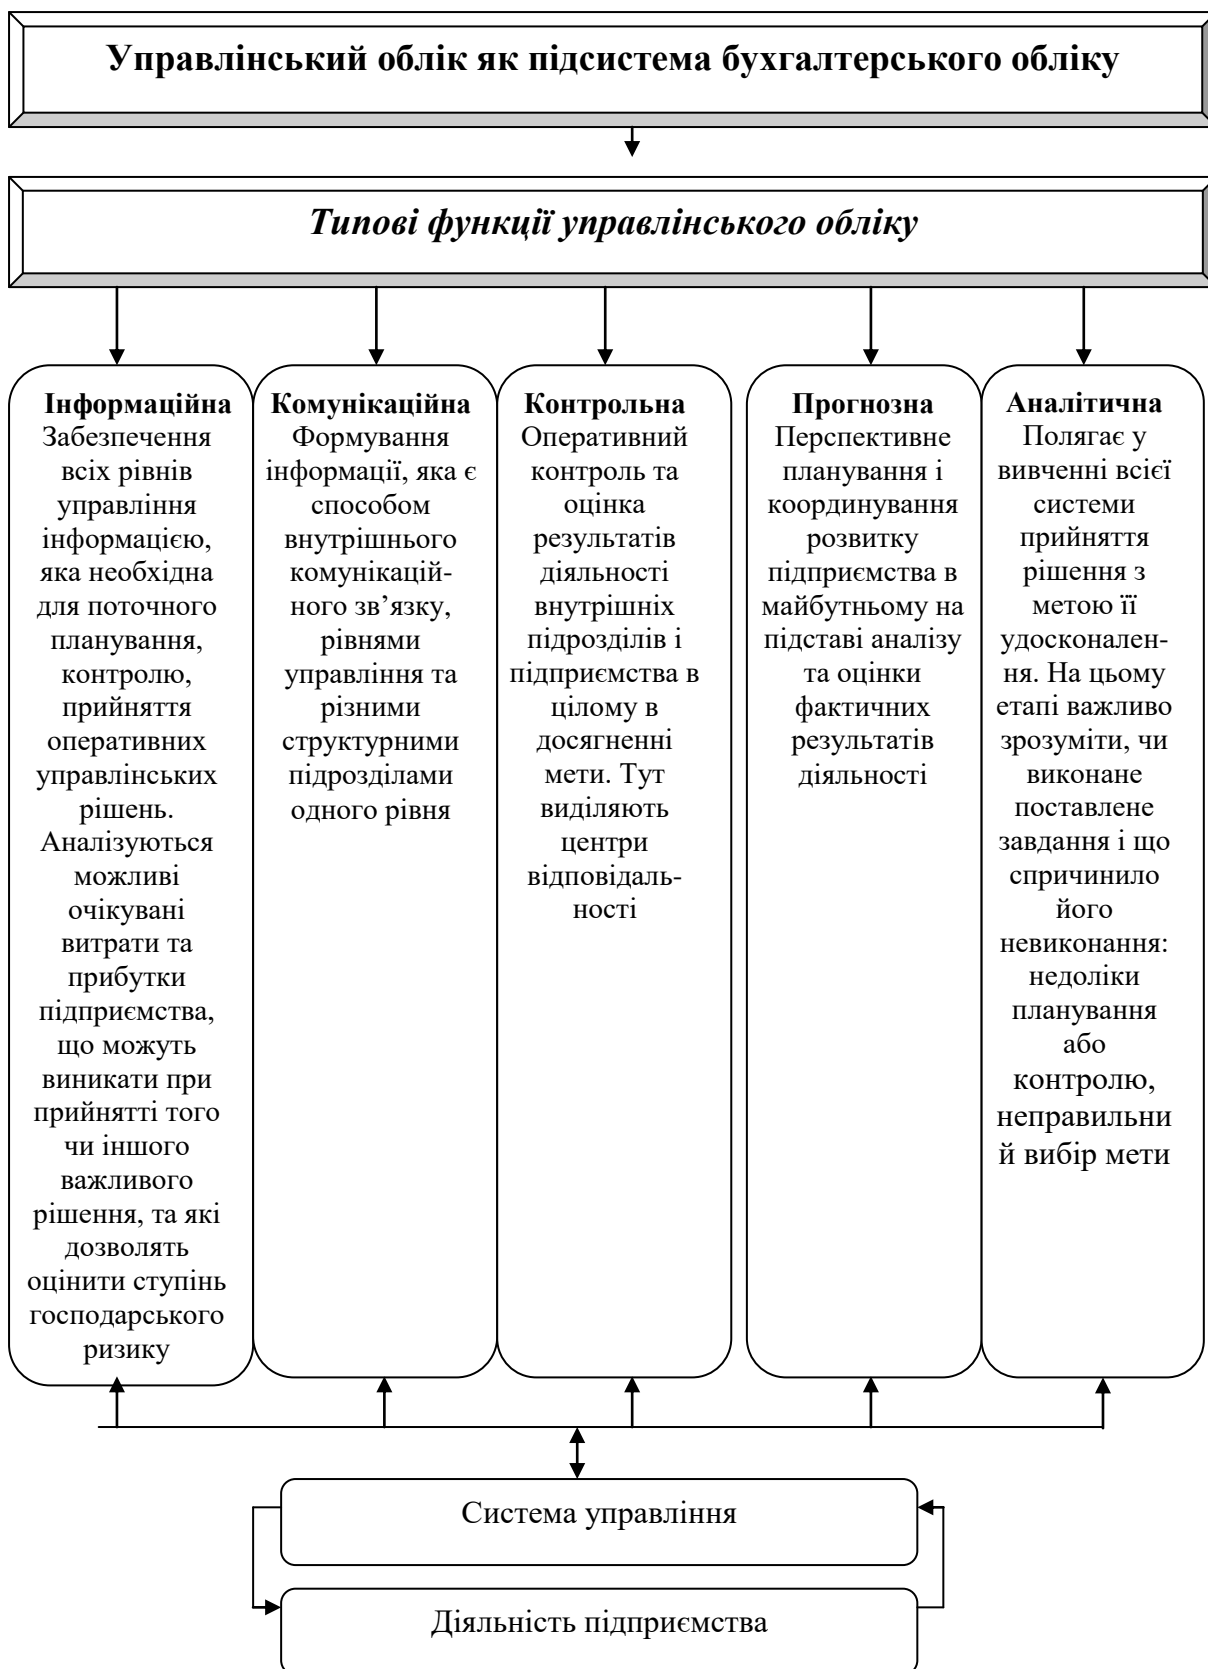 Управлінський облік як підсистема бухгалтерського обліку
Типові функції управлінського обліку
Інформаційна
Забезпечення
всіх рівнів
управління
інформацією,
яка необхідна
для поточного
планування,
контролю,
прийняття
оперативних
управлінських
рішень.
Аналізуються
можливі
очікувані
витрати та
прибутки
підприємства,
що можуть
виникати при
прийнятті того
чи іншого
важливого
рішення, та які
дозволять
оцінити ступінь
господарського
ризику
Комунікаційна
Формування
інформації, яка є
способом
внутрішнього
комунікацій-
ного зв’язку,
рівнями
управління та
різними
структурними
підрозділами
одного рівня
Контрольна
Оперативний
контроль та
оцінка
результатів
діяльності
внутрішніх
підрозділів і
підприємства в
цілому в
досягненні
мети. Тут
виділяють
центри
відповідаль-
ності
Прогнозна
Перспективне
планування і
координування
розвитку
підприємства в
майбутньому на
підставі аналізу
та оцінки
фактичних
результатів
діяльності
Аналітична
Полягає у
вивченні всієї
системи
прийняття
рішення з
метою її
удосконален-
ня. На цьому
етапі важливо
зрозуміти, чи
виконане
поставлене
завдання і що
спричинило
його
невиконання:
недоліки
планування
або
контролю,
неправильни
й вибір мети
Система управління
Діяльність підприємства